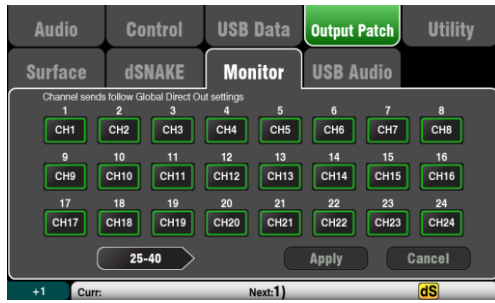 Audio Control USB Data Output Patch Utility
Surface dSNAKE Monitor USB Audio
Channel sends follow Global Direct Out settings
1 2 3 4 5 6 7 8
CH1 CH2 CH3 CH4 CH5 CH6 CH7 CH8
9 10 11 12 13 14 15 16
CH9 CH10 CH11 CH12 CH13 CH14 CH15 CH16
17 18 19 20 21 22 23 24
CH17 CH18 CH19 CH20 CH21 CH22 CH23 CH24
25-40 Apply Cancel
+1 Curr: Next:1) dS